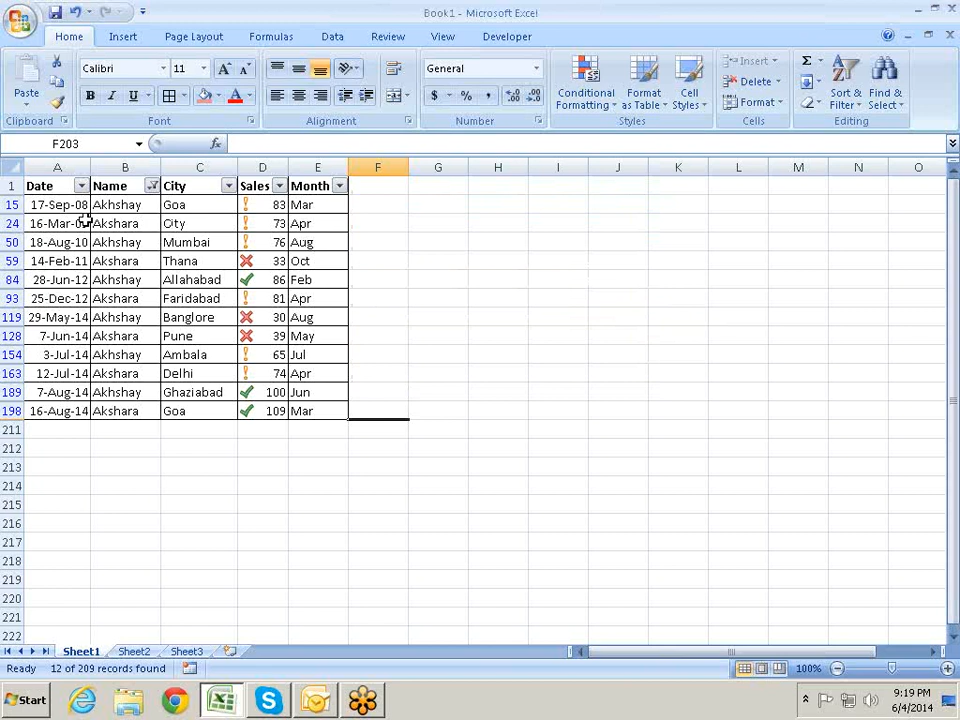 Book1 - Microsoft Excel
Home Insert Page Layout Formulas Data Review View Developer
Paste Calibri 11 General Conditional Formatting Format as Table Cell Styles Insert Delete Format Sort & Filter Find & Select
Clipboard Font Alignment Number Styles Cells Editing
F203 fx
A B C D E F G H I J K L M N O
1 Date Name City Sales Month
15 17-Sep-08 Akhshay Goa 83 Mar
24 Akshara City 73 Apr
50 18-Aug-10 Akhshay Mumbai 76 Aug
59 14-Feb-11 Akshara Thana 33 Oct
84 28-Jun-12 Akhshay Allahabad 86 Feb
93 25-Dec-12 Akshara Faridabad 81 Apr
119 29-May-14 Akhshay Banglore 30 Aug
128 7-Jun-14 Akshara Pune 39 May
154 3-Jul-14 Akhshay Ambala 65 Jul
163 12-Jul-14 Akshara Delhi 74 Apr
189 7-Aug-14 Akhshay Ghaziabad 100 Jun
198 16-Aug-14 Akshara Goa 109 Mar
211
212
213
214
215
216
217
218
219
220
221
222
Sheet1 Sheet2 Sheet3
Ready 12 of 209 records found 100%
Start 9:19 PM
6/4/2014